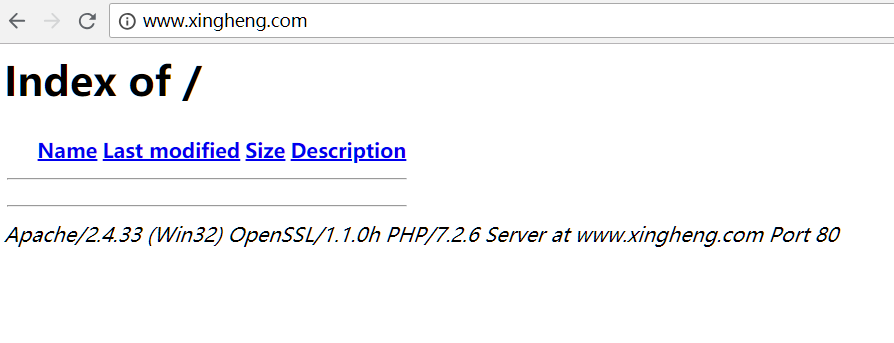 www.xingheng.com
Index of /
Name Last modified Size Description
Apache/2.4.33 (Win32) OpenSSL/1.1.0h PHP/7.2.6 Server at www.xingheng.com Port 80